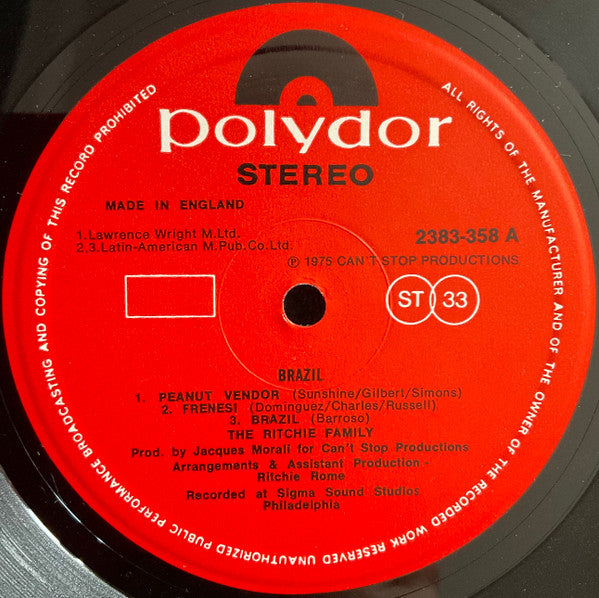 polydor
STEREO
MADE IN ENGLAND
1.Lawrence Wright M.Ltd.
2,3.Latin-American M.Pub.Co.Ltd.
2383-358 A
℗ 1975 CAN'T STOP PRODUCTIONS
ST 33
BRAZIL
1. PEANUT VENDOR (Sunshine/Gilbert/Simons)
2. FRENESI (Dominguez/Charles/Russell)
3. BRAZIL (Barroso)
THE RITCHIE FAMILY
Prod. by Jacques Morali for Can't Stop Productions
Arrangements & Assistant Production -
Ritchie Rome
Recorded at Sigma Sound Studios
Philadelphia
ALL RIGHTS OF THE MANUFACTURER AND OF THE OWNER OF THE RECORDED WORK RESERVED UNAUTHORIZED PUBLIC PERFORMANCE BROADCASTING AND COPYING OF THIS RECORD PROHIBITED